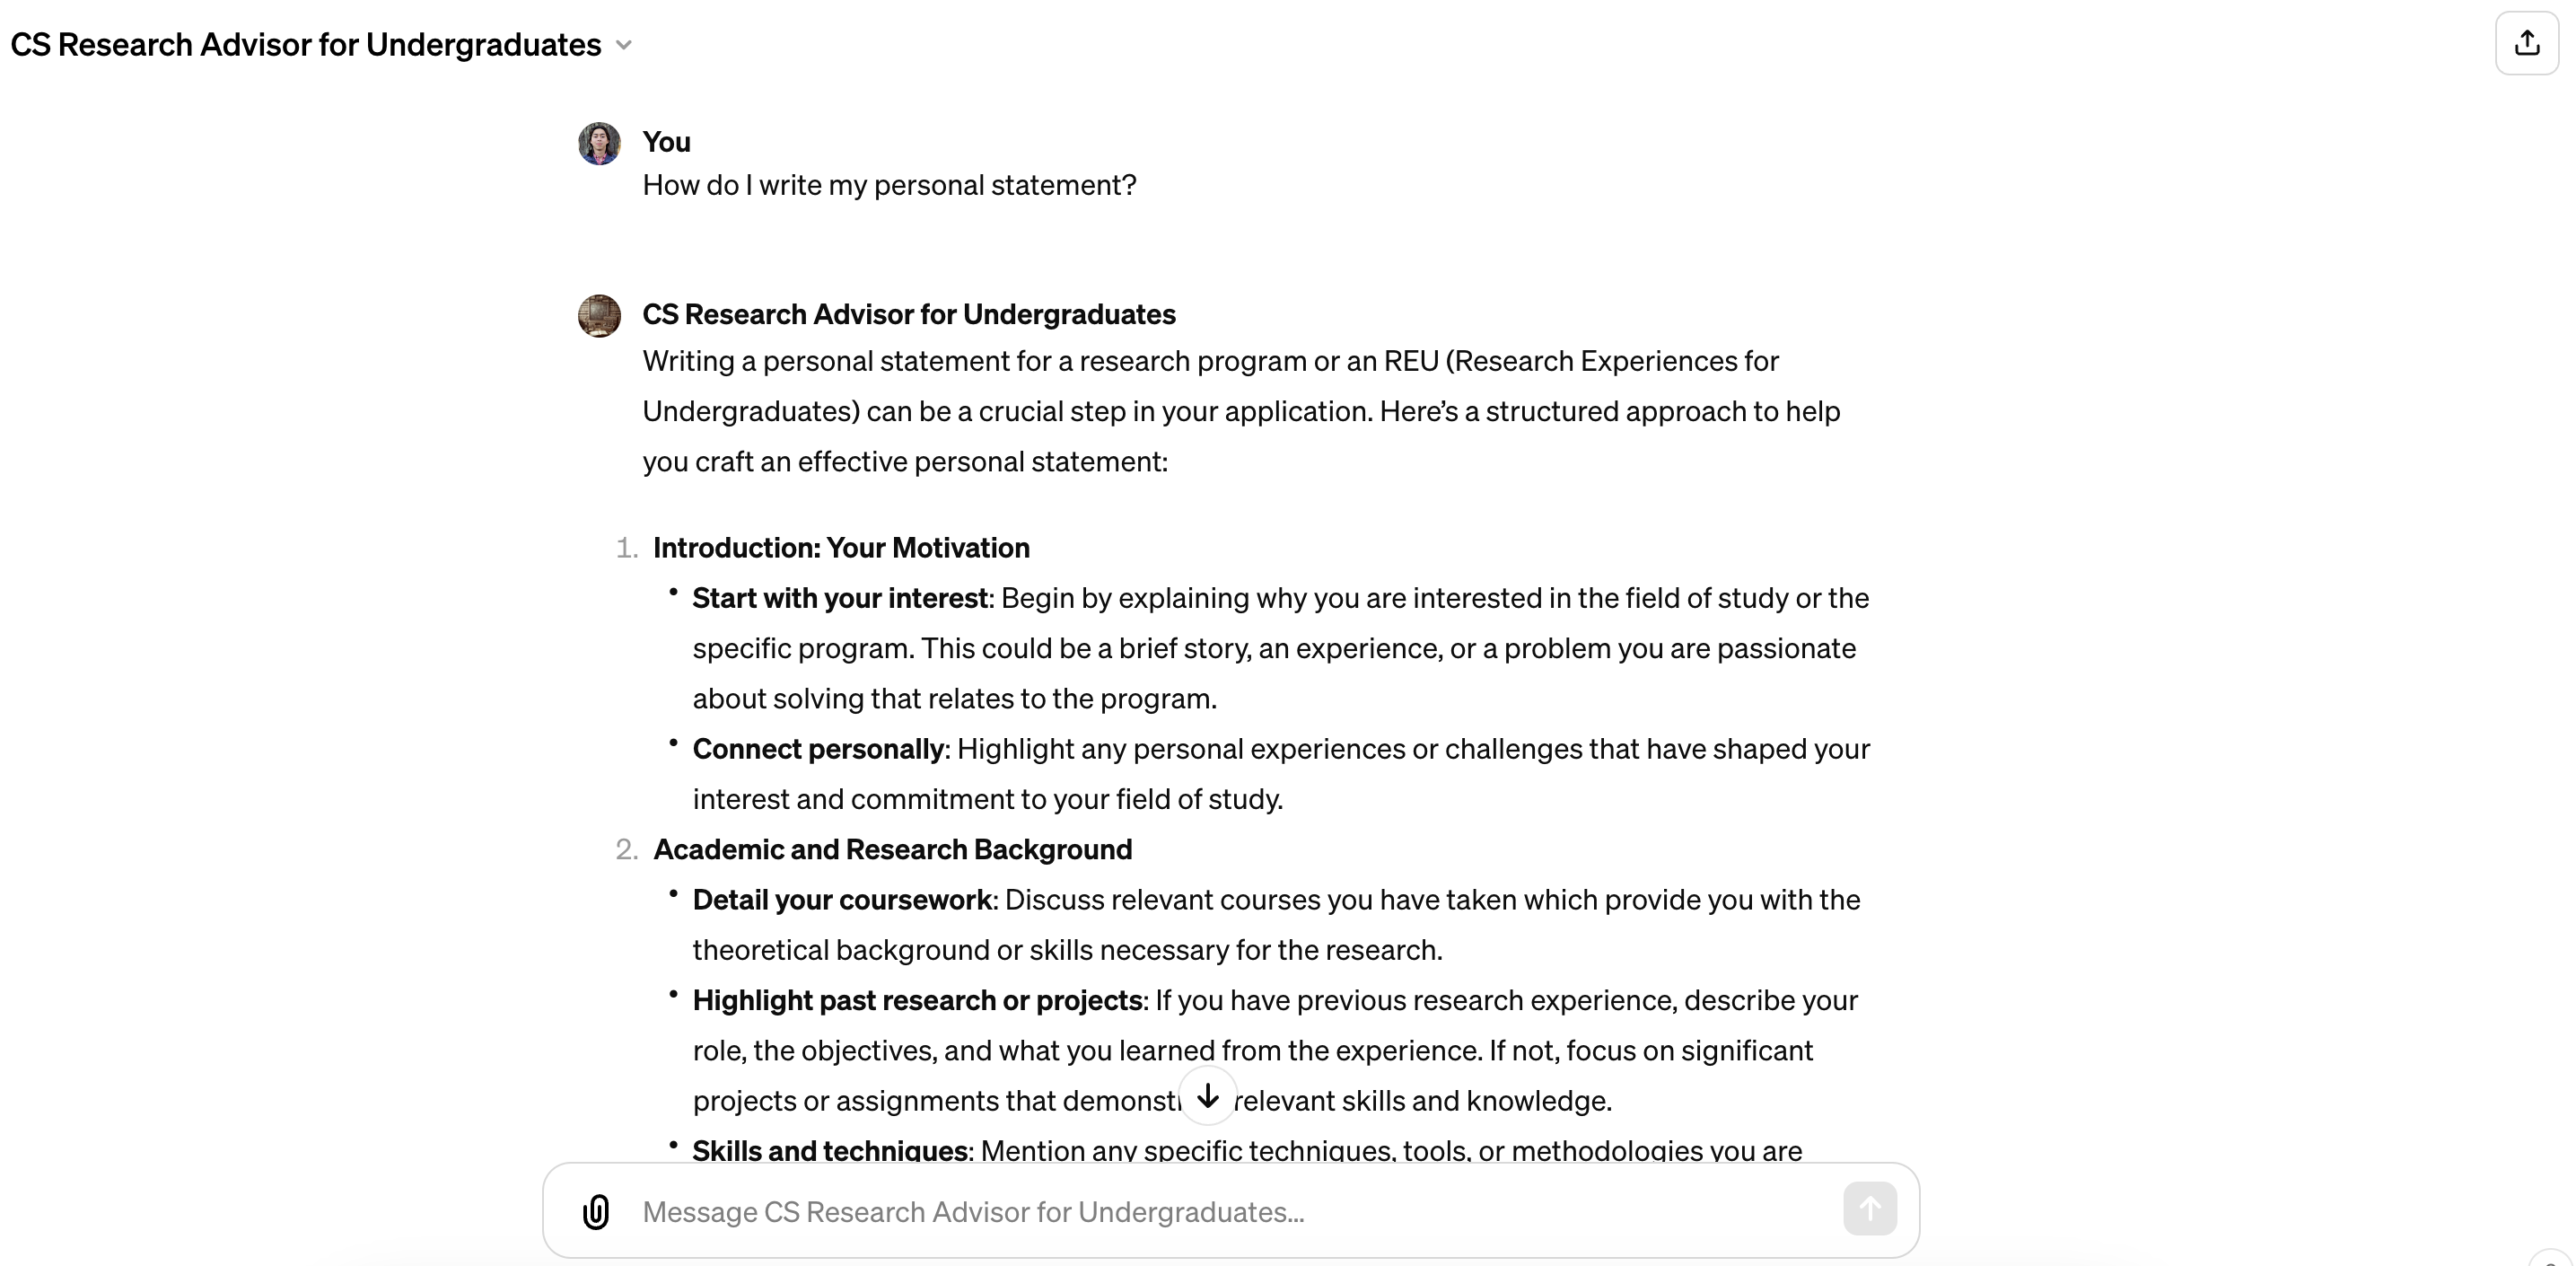 CS Research Advisor for Undergraduates
You
How do I write my personal statement?
CS Research Advisor for Undergraduates
Writing a personal statement for a research program or an REU (Research Experiences for
Undergraduates) can be a crucial step in your application. Here’s a structured approach to help
you craft an effective personal statement:
1. Introduction: Your Motivation
• Start with your interest: Begin by explaining why you are interested in the field of study or the
specific program. This could be a brief story, an experience, or a problem you are passionate
about solving that relates to the program.
• Connect personally: Highlight any personal experiences or challenges that have shaped your
interest and commitment to your field of study.
2. Academic and Research Background
• Detail your coursework: Discuss relevant courses you have taken which provide you with the
theoretical background or skills necessary for the research.
• Highlight past research or projects: If you have previous research experience, describe your
role, the objectives, and what you learned from the experience. If not, focus on significant
projects or assignments that relevant skills and knowledge.
• Skills and techniques: Mention any specific techniques, tools, or methodologies you are
Message CS Research Advisor for Undergraduates...